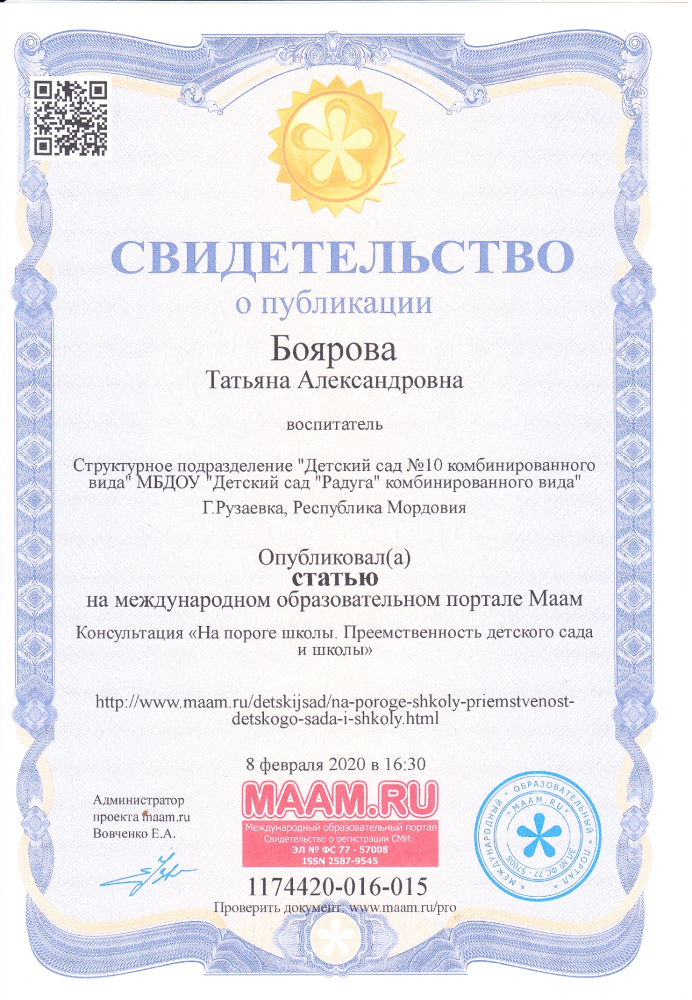 СВИДЕТЕЛЬСТВО
о публикации
Боярова
Татьяна Александровна
воспитатель
Структурное подразделение "Детский сад №10 комбинированного
вида" МБДОУ "Детский сад "Радуга" комбинированного вида"
Г.Рузаевка, Республика Мордовия
Опубликовал(а)
статью
на международном образовательном портале Маам
Консультация «На пороге школы. Преемственность детского сада
и школы»
http://www.maam.ru/detskijsad/na-poroge-shkoly-priemstvenost-
detskogo-sada-i-shkoly.html
8 февраля 2020 в 16:30
Администратор
проекта maam.ru
Вовченко Е.А.
MAAM.RU
Международный образовательный портал
Свидетельство о регистрации СМИ:
ЭЛ № ФС 77 - 57008
ISSN 2587-9545
1174420-016-015
Проверить документ: www.maam.ru/pro
* МЕЖДУНАРОДНЫЙ * ОБРАЗОВАТЕЛЬНЫЙ * ПОРТАЛ *
* MAAM.RU *
ЭЛ № ФС 77 - 57008